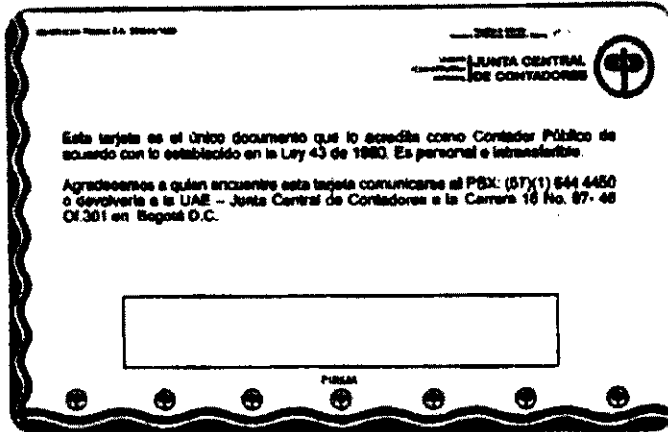 JUNTA CENTRAL
DE CONTADORES
Esta tarjeta es el único documento que lo acredita como Contador Público de
acuerdo con lo establecido en la Ley 43 de 1990. Es personal e intransferible.
Agradecemos a quien encuentre esta tarjeta comunicarse al PBX: (57)(1) 644 4450
o devolverla a la UAE – Junta Central de Contadores a la Carrera 16 No. 97- 46
Of.301 en Bogotá D.C.
FIRMA